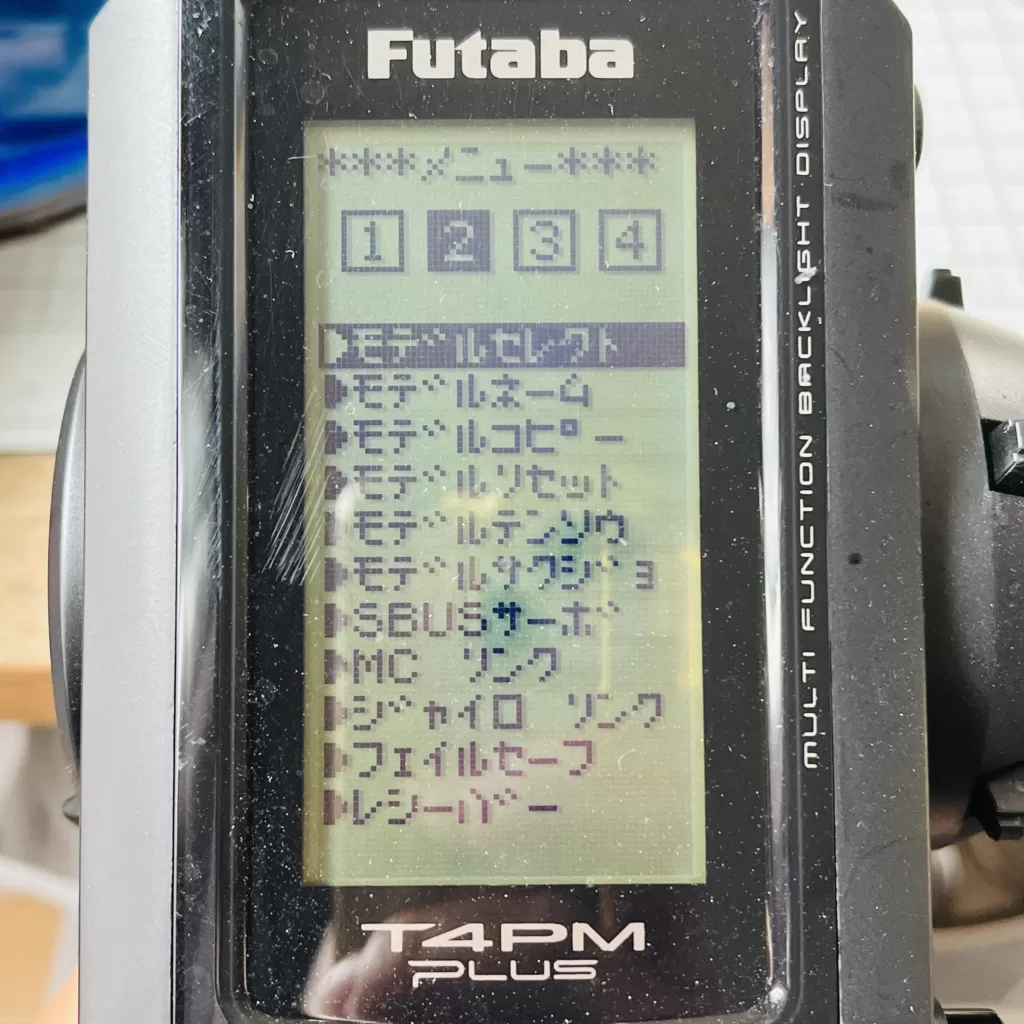 Futaba
***メニュー***
1 2 3 4
▶モデルセレクト
▶モデルネーム
▶モデルコピー
▶モデルリセット
▶モデルテンソウ
▶モデルサクジョ
▶SBUSサーボ
▶MC リンク
▶ジャイロ リンク
▶フェイルセーフ
▶レシーバー
T4PM
PLUS
MULTI FUNCTION BACKLIGHT DISPLAY